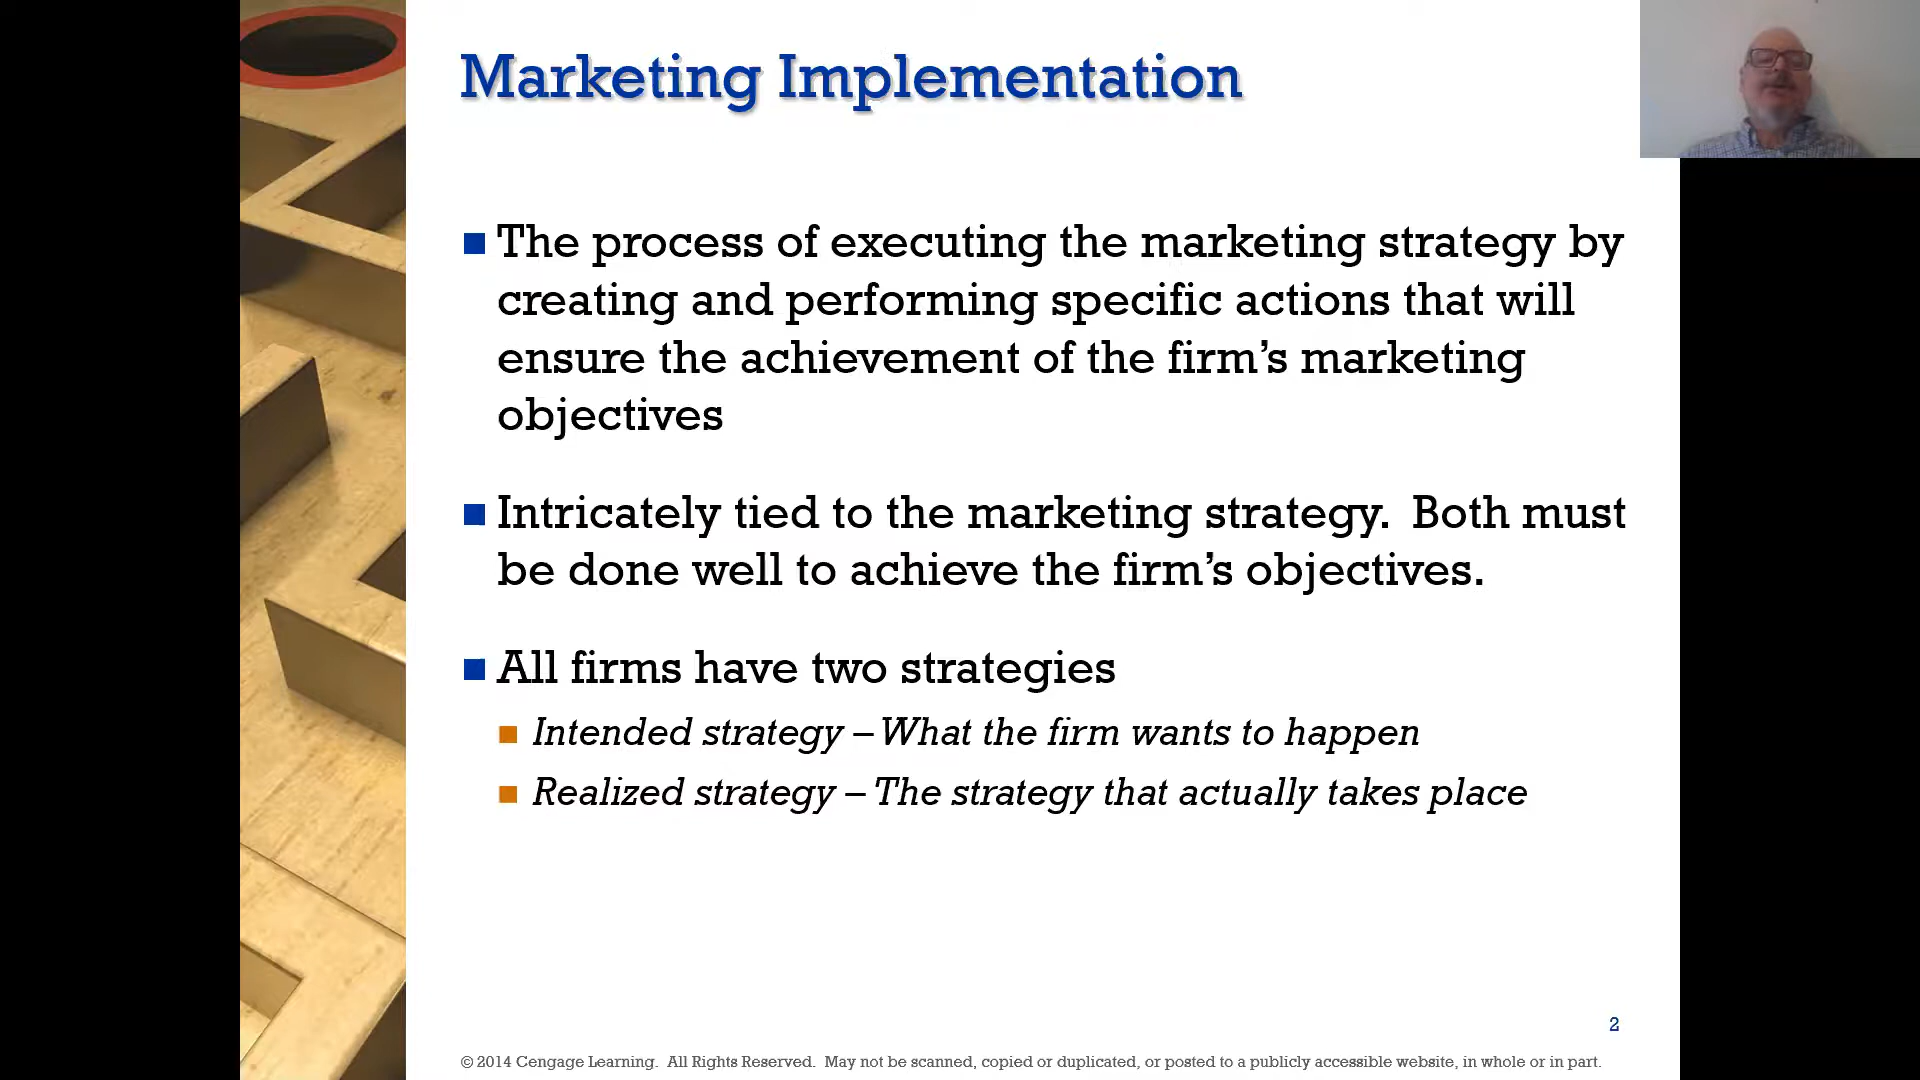 Marketing Implementation
The process of executing the marketing strategy by
creating and performing specific actions that will
ensure the achievement of the firm’s marketing
objectives
Intricately tied to the marketing strategy.  Both must
be done well to achieve the firm’s objectives.
All firms have two strategies
Intended strategy – What the firm wants to happen
Realized strategy – The strategy that actually takes place
2
© 2014 Cengage Learning.  All Rights Reserved.  May not be scanned, copied or duplicated, or posted to a publicly accessible website, in whole or in part.